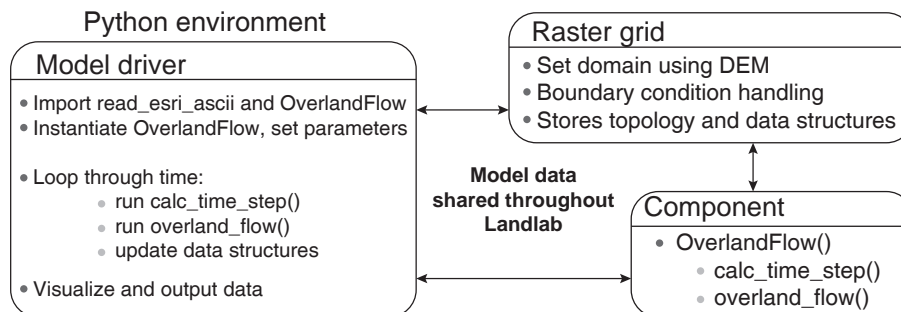 Python environment
Model driver
• Import read_esri_ascii and OverlandFlow
• Instantiate OverlandFlow, set parameters
• Loop through time:
• run calc_time_step()
• run overland_flow()
• update data structures
• Visualize and output data
Raster grid
• Set domain using DEM
• Boundary condition handling
• Stores topology and data structures
Model data
shared throughout
Landlab
Component
• OverlandFlow()
• calc_time_step()
• overland_flow()